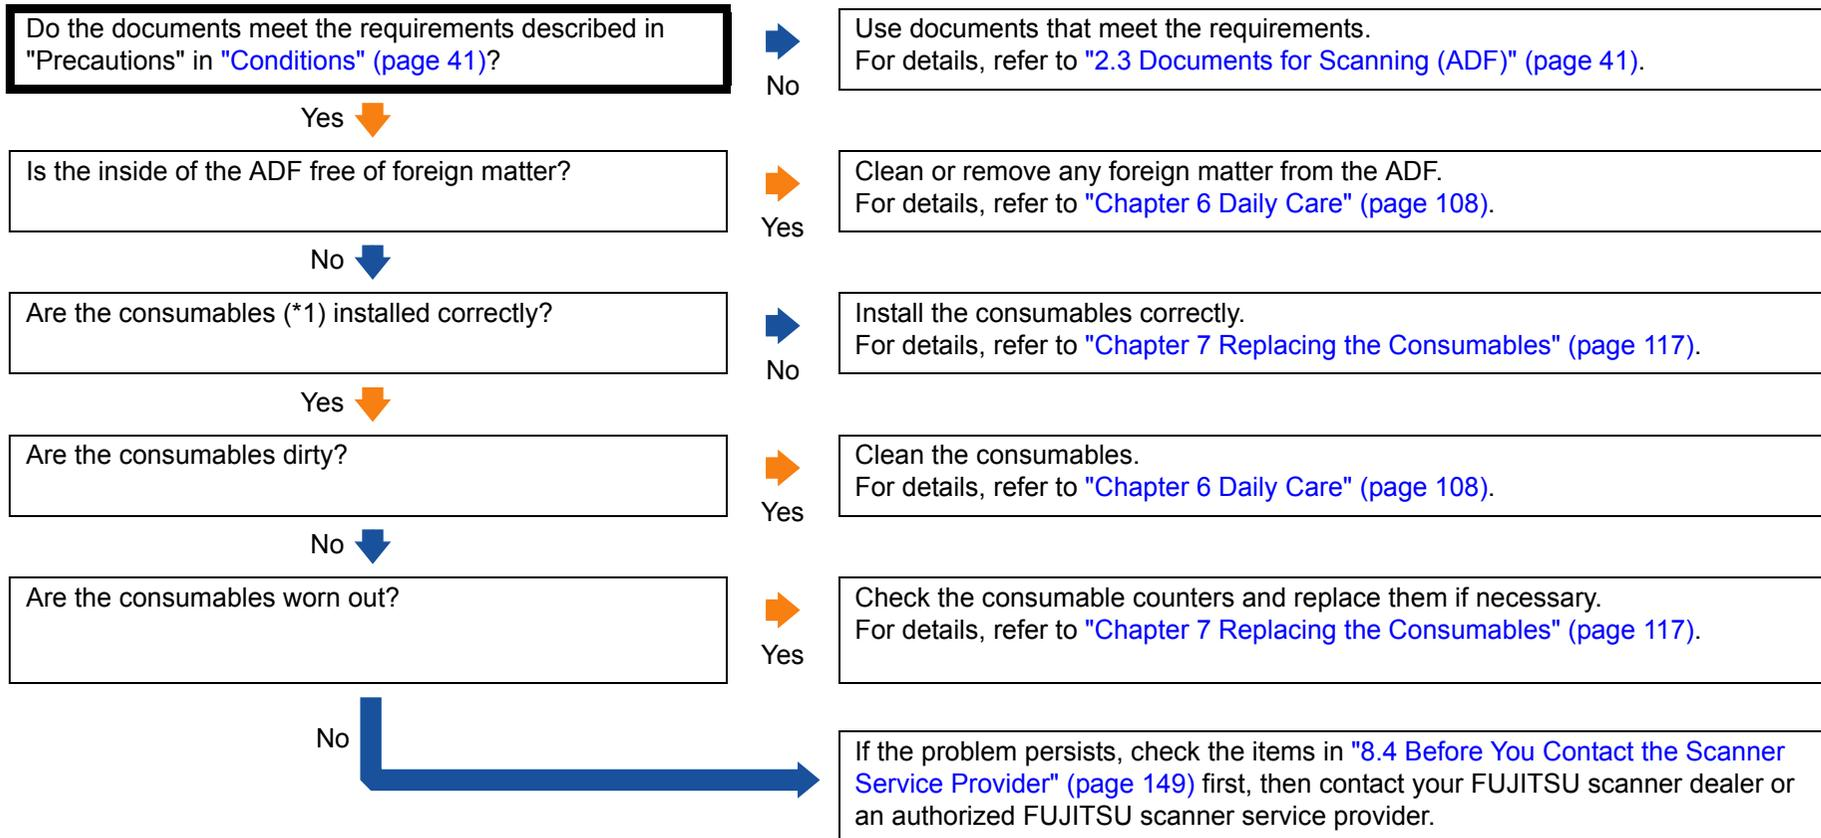 Do the documents meet the requirements described in
"Precautions" in "Conditions" (page 41)?
No
Use documents that meet the requirements.
For details, refer to "2.3 Documents for Scanning (ADF)" (page 41).
Yes
Is the inside of the ADF free of foreign matter?
Yes
Clean or remove any foreign matter from the ADF.
For details, refer to "Chapter 6 Daily Care" (page 108).
No
Are the consumables (*1) installed correctly?
No
Install the consumables correctly.
For details, refer to "Chapter 7 Replacing the Consumables" (page 117).
Yes
Are the consumables dirty?
Yes
Clean the consumables.
For details, refer to "Chapter 6 Daily Care" (page 108).
No
Are the consumables worn out?
Yes
Check the consumable counters and replace them if necessary.
For details, refer to "Chapter 7 Replacing the Consumables" (page 117).
No
If the problem persists, check the items in "8.4 Before You Contact the Scanner
Service Provider" (page 149) first, then contact your FUJITSU scanner dealer or
an authorized FUJITSU scanner service provider.